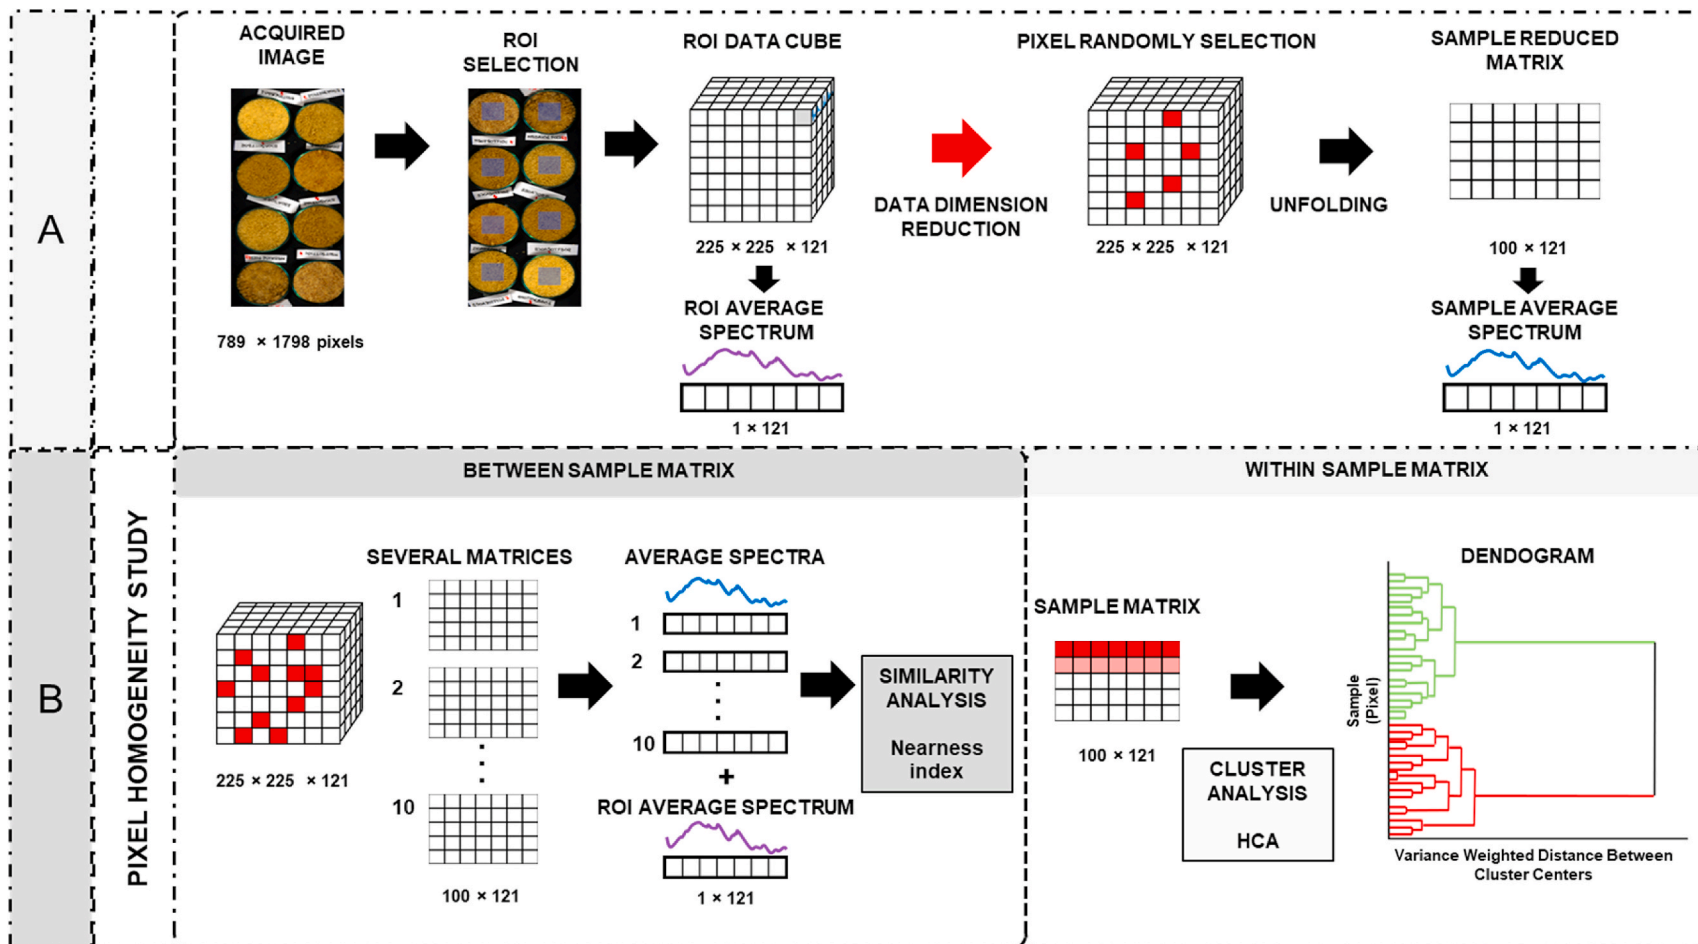 A
ACQUIRED
IMAGE
789 × 1798 pixels
ROI
SELECTION
ROI DATA CUBE
225 × 225 × 121
ROI AVERAGE
SPECTRUM
1 × 121
DATA DIMENSION
REDUCTION
PIXEL RANDOMLY SELECTION
225 × 225 × 121
UNFOLDING
SAMPLE REDUCED
MATRIX
100 × 121
SAMPLE AVERAGE
SPECTRUM
1 × 121
B
PIXEL HOMOGENEITY STUDY
BETWEEN SAMPLE MATRIX
225 × 225 × 121
SEVERAL MATRICES
1
2
10
100 × 121
AVERAGE SPECTRA
1
2
10
+
ROI AVERAGE SPECTRUM
1 × 121
SIMILARITY
ANALYSIS
Nearness
index
WITHIN SAMPLE MATRIX
SAMPLE MATRIX
100 × 121
CLUSTER
ANALYSIS
HCA
DENDOGRAM
Sample
(Pixel)
Variance Weighted Distance Between
Cluster Centers